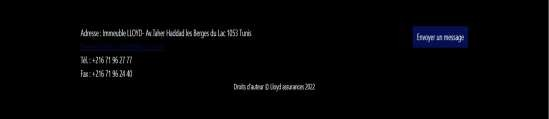 Adresse : Immeuble LLOYD- Av.Taher Haddad les Berges du Lac 1053 Tunis
Envoyer un message
Tél. : +216 71 96 27 77
Fax : +216 71 96 24 40
Droits d'auteur © Lloyd assurances 2022